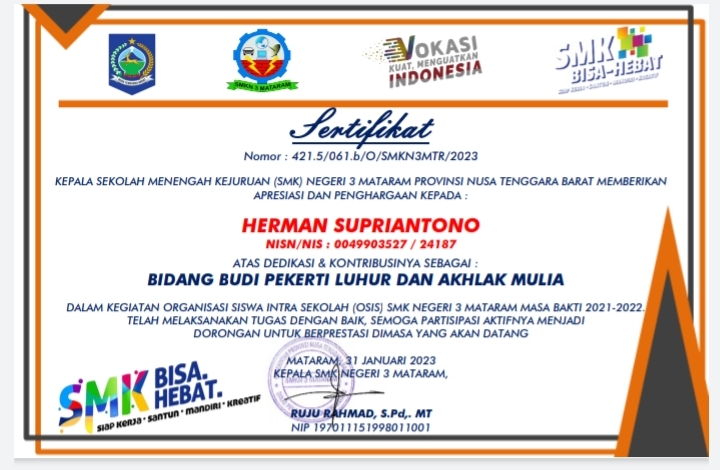 SMKN 3 MATARAM
VOKASI
KUAT, MENGUATKAN
INDONESIA
SMK
BISA-HEBAT
SIAP KERJA • SANTUN • MANDIRI • KREATIF
Sertifikat
Nomor : 421.5/061.b/O/SMKN3MTR/2023
KEPALA SEKOLAH MENENGAH KEJURUAN (SMK) NEGERI 3 MATARAM PROVINSI NUSA TENGGARA BARAT MEMBERIKAN
APRESIASI DAN PENGHARGAAN KEPADA :
HERMAN SUPRIANTONO
NISN/NIS : 0049903527 / 24187
ATAS DEDIKASI & KONTRIBUSINYA SEBAGAI :
BIDANG BUDI PEKERTI LUHUR DAN AKHLAK MULIA
DALAM KEGIATAN ORGANISASI SISWA INTRA SEKOLAH (OSIS) SMK NEGERI 3 MATARAM MASA BAKTI 2021-2022.
TELAH MELAKSANAKAN TUGAS DENGAN BAIK, SEMOGA PARTISIPASI AKTIFNYA MENJADI
DORONGAN UNTUK BERPRESTASI DIMASA YANG AKAN DATANG
MATARAM, 31 JANUARI 2023
KEPALA SMK NEGERI 3 MATARAM,
SMK BISA.
HEBAT.
SIAP KERJA • SANTUN • MANDIRI • KREATIF
RUJU RAHMAD, S.Pd,. MT
NIP 197011151998011001